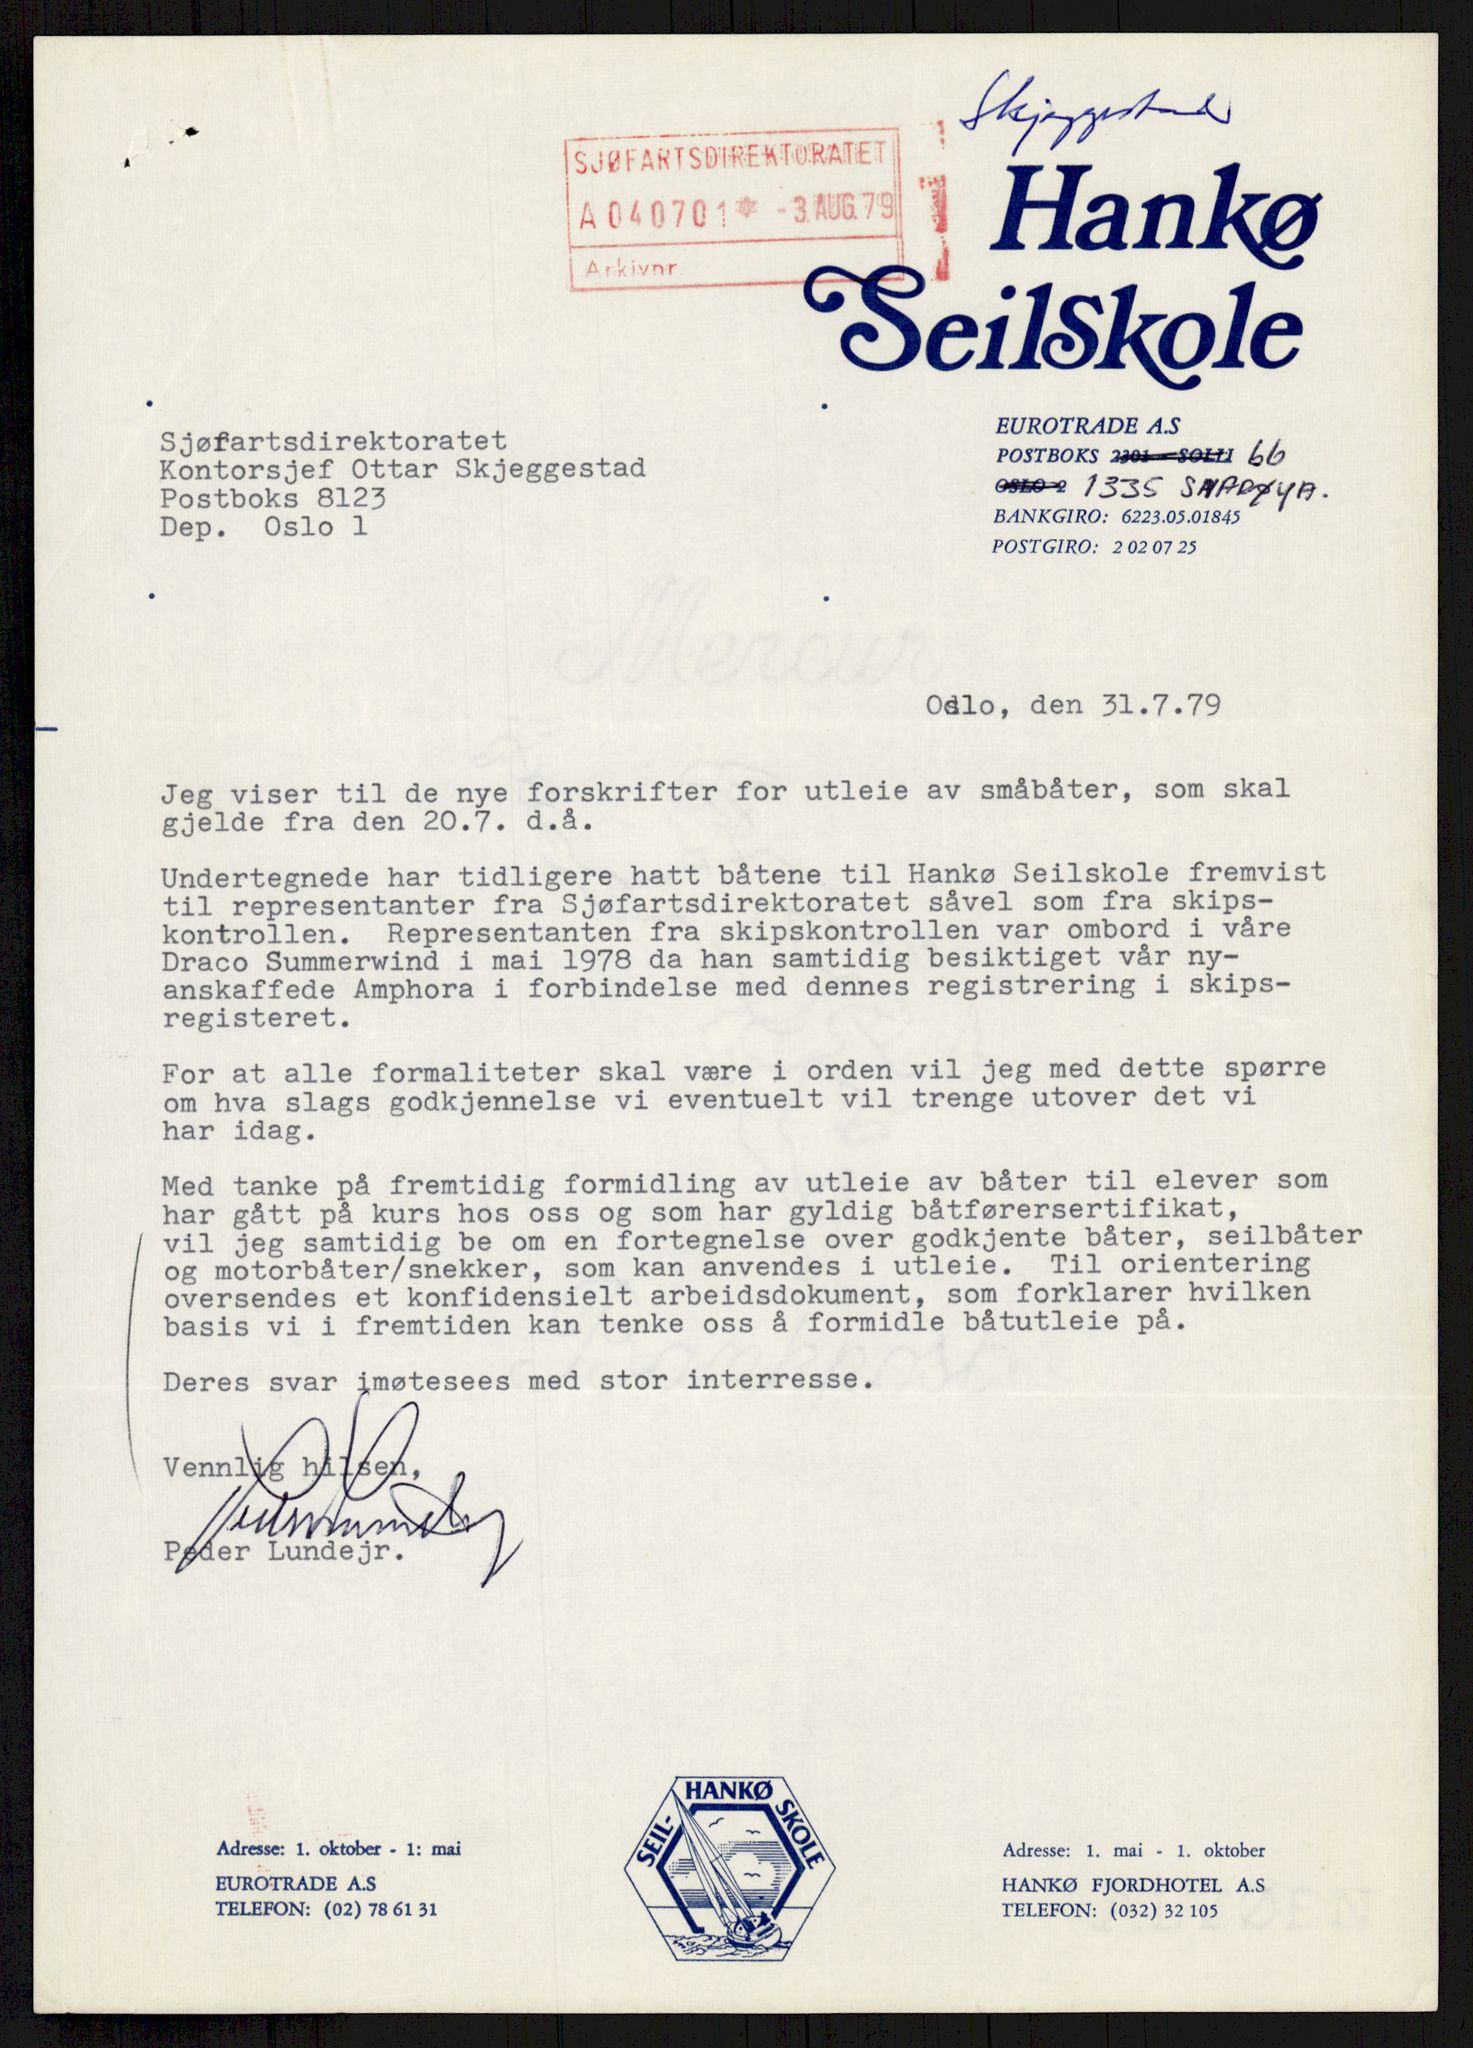 Skjeggestad
SJØFARTSDIREKTORATET
A 040701* -3. AUG. 79
Arkivnr.
Hankø
Seilskole
EUROTRADE A.S
POSTBOKS 2301 - SOLLI 66
OSLO 2 1335 SNARØYA.
BANKGIRO: 6223.05.01845
POSTGIRO: 2 02 07 25
Sjøfartsdirektoratet
Kontorsjef Ottar Skjeggestad
Postboks 8123
Dep. Oslo 1
Mercur
Oslo, den 31.7.79
Jeg viser til de nye forskrifter for utleie av småbåter, som skal
gjelde fra den 20.7. d.å.
Undertegnede har tidligere hatt båtene til Hankø Seilskole fremvist
til representanter fra Sjøfartsdirektoratet såvel som fra skips-
kontrollen. Representanten fra skipskontrollen var ombord i våre
Draco Summerwind i mai 1978 da han samtidig besiktiget vår ny-
anskaffede Amphora i forbindelse med dennes registrering i skips-
registeret.
For at alle formaliteter skal være i orden vil jeg med dette spørre
om hva slags godkjennelse vi eventuelt vil trenge utover det vi
har idag.
Med tanke på fremtidig formidling av utleie av båter til elever som
har gått på kurs hos oss og som har gyldig båtførersertifikat,
vil jeg samtidig be om en fortegnelse over godkjente båter, seilbåter
og motorbåter/snekker, som kan anvendes i utleie. Til orientering
oversendes et konfidensielt arbeidsdokument, som forklarer hvilken
basis vi i fremtiden kan tenke oss å formidle båtutleie på.
Deres svar imøtesees med stor interresse.
Vennlig hilsen,
Peder Lundejr.
SEIL-
HANKØ
SKOLE
Adresse: 1. oktober - 1: mai
EUROTRADE A.S
TELEFON: (02) 78 61 31
Adresse: 1. mai - 1. oktober
HANKØ FJORDHOTEL A.S
TELEFON: (032) 32 105